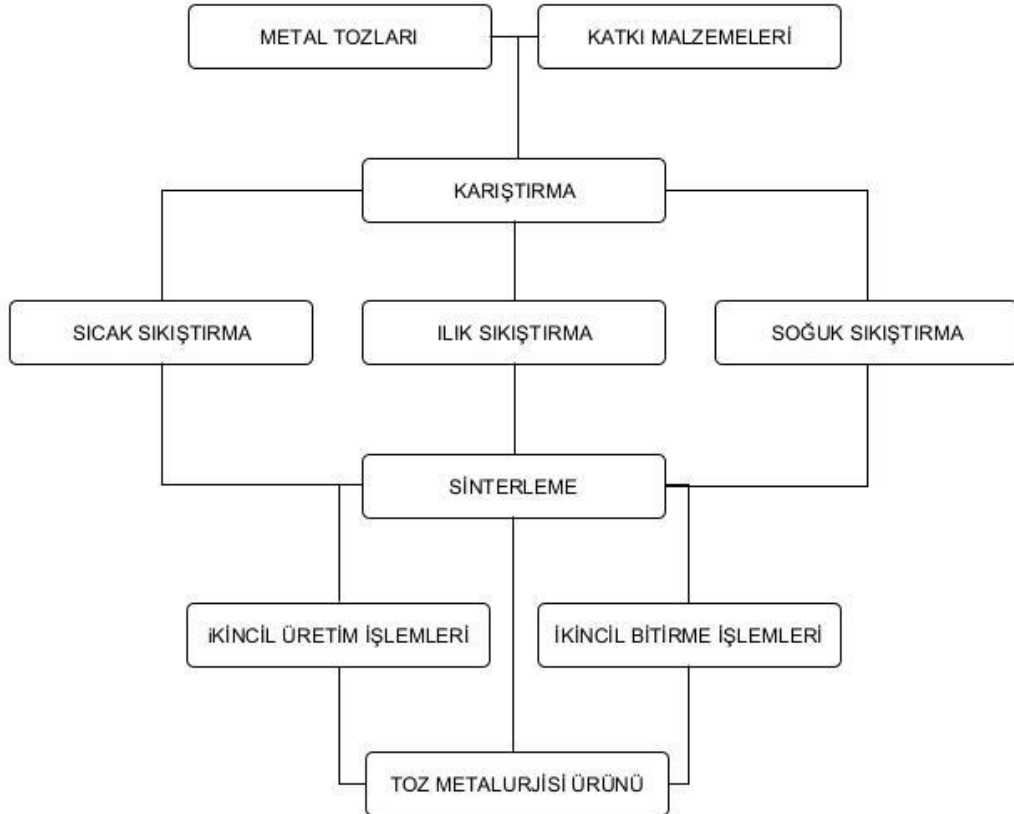 METAL TOZLARI
KATKI MALZEMELERİ
KARIŞTIRMA
SICAK SIKIŞTIRMA
ILIK SIKIŞTIRMA
SOĞUK SIKIŞTIRMA
SİNTERLEME
iKİNCİL ÜRETİM İŞLEMLERİ
İKİNCİL BİTİRME İŞLEMLERİ
TOZ METALURJİSİ ÜRÜNÜ